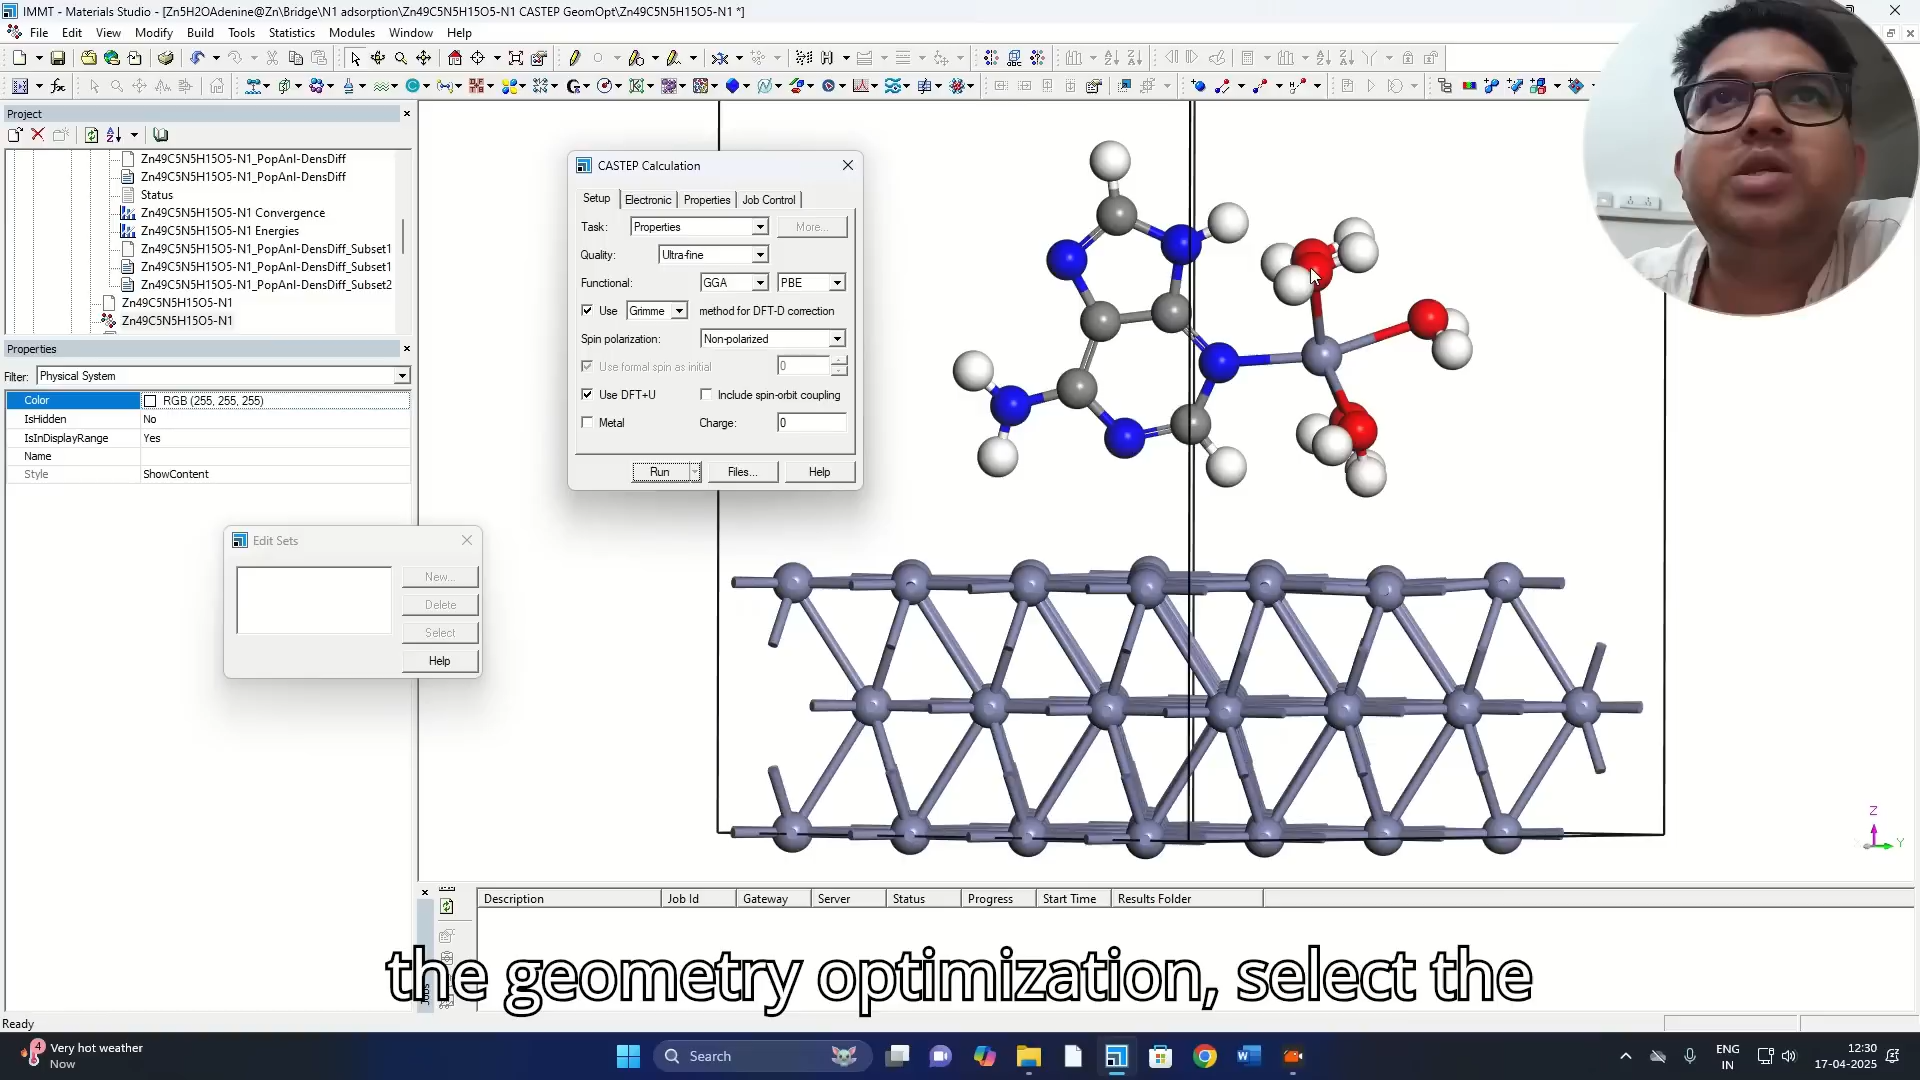 IMMT - Materials Studio - [Zn5H2OAdenine@Zn\Bridge\N1 adsorption\Zn49C5N5H15O5-N1 CASTEP GeomOpt\Zn49C5N5H15O5-N1 *]
File Edit View Modify Build Tools Statistics Modules Window Help
Project
Zn49C5N5H15O5-N1_PopAnl-DensDiff
Zn49C5N5H15O5-N1_PopAnl-DensDiff
Status
Zn49C5N5H15O5-N1 Convergence
Zn49C5N5H15O5-N1 Energies
Zn49C5N5H15O5-N1_PopAnl-DensDiff_Subset1
Zn49C5N5H15O5-N1_PopAnl-DensDiff_Subset1
Zn49C5N5H15O5-N1_PopAnl-DensDiff_Subset2
Zn49C5N5H15O5-N1
Zn49C5N5H15O5-N1
Properties
Filter: Physical System
Color RGB (255, 255, 255)
IsHidden No
IsInDisplayRange Yes
Name
Style ShowContent
Edit Sets
New...
Delete
Select
Help
CASTEP Calculation
Setup Electronic Properties Job Control
Task: Properties More...
Quality: Ultra-fine
Functional: GGA PBE
Use Grimme method for DFT-D correction
Spin polarization: Non-polarized
Use formal spin as initial 0
Use DFT+U Include spin-orbit coupling
Metal Charge: 0
Run Files... Help
Z
Y
Description Job Id Gateway Server Status Progress Start Time Results Folder
Jobs
the geometry optimization, select the
Ready
4 Very hot weather
Now
Search
ENG
IN
12:30
17-04-2025